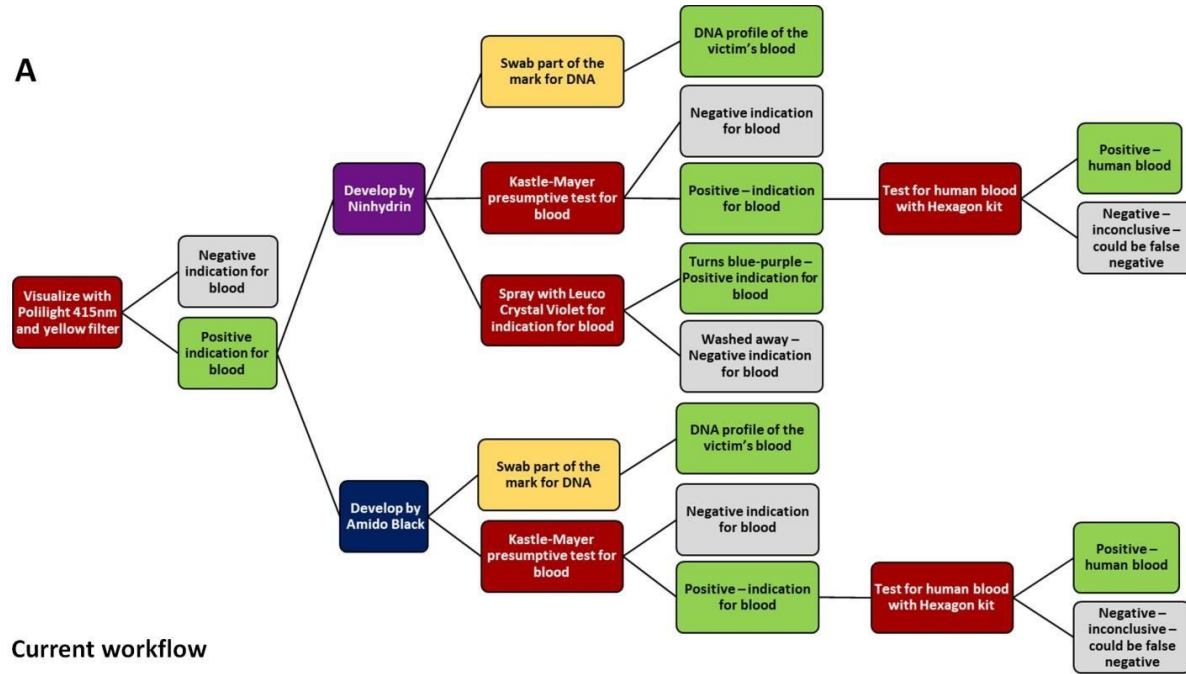 A
Visualize with
Polilight 415nm
and yellow filter
Negative
indication for
blood
Positive
indication for
blood
Develop by
Ninhydrin
Swab part of the
mark for DNA
DNA profile of the
victim's blood
Kastle-Mayer
presumptive test for
blood
Negative indication
for blood
Positive – indication
for blood
Test for human blood
with Hexagon kit
Positive –
human blood
Negative –
inconclusive –
could be false
negative
Spray with Leuco
Crystal Violet for
indication for blood
Turns blue-purple –
Positive indication for
blood
Washed away –
Negative indication
for blood
Develop by
Amido Black
Swab part of the
mark for DNA
DNA profile of the
victim's blood
Kastle-Mayer
presumptive test for
blood
Negative indication
for blood
Positive – indication
for blood
Test for human blood
with Hexagon kit
Positive –
human blood
Negative –
inconclusive –
could be false
negative
Current workflow